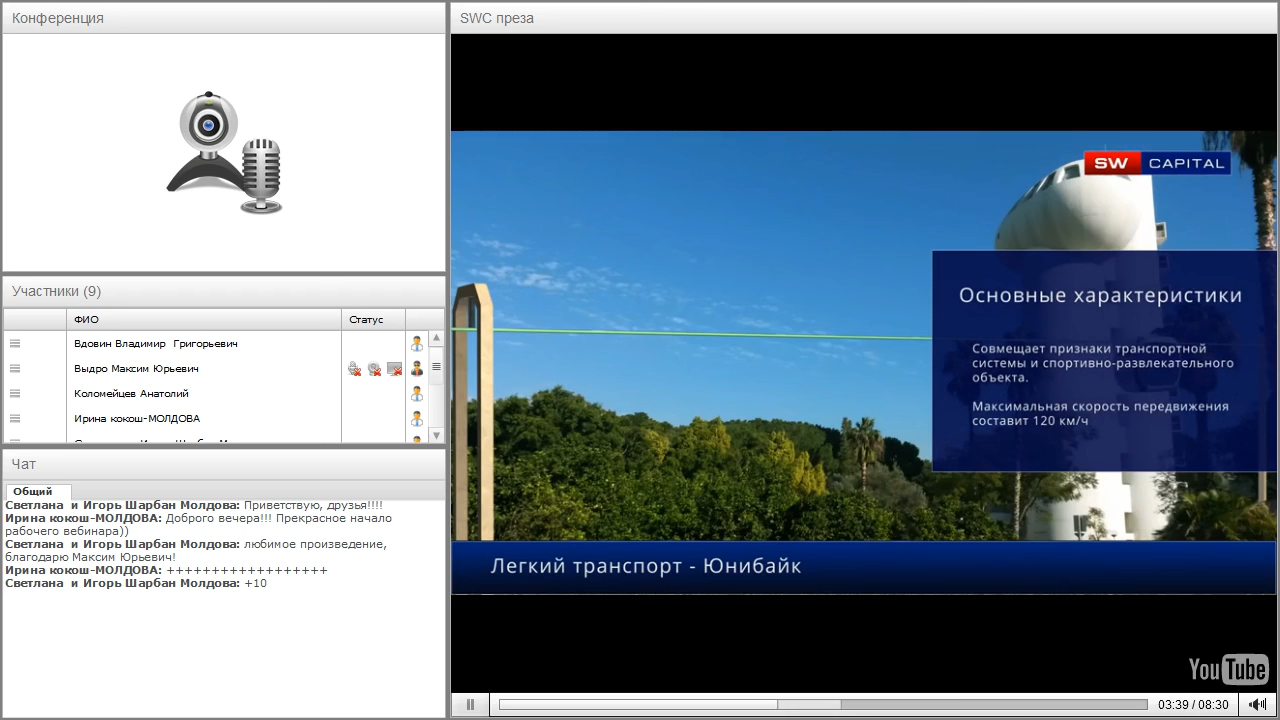 Конференция
Участники (9)
ФИО Статус
Вдовин Владимир Григорьевич
Выдро Максим Юрьевич
Коломейцев Анатолий
Ирина кокош-МОЛДОВА
Чат
Общий
Светлана и Игорь Шарбан Молдова: Приветствую, друзья!!!!
Ирина кокош-МОЛДОВА: Доброго вечера!!! Прекрасное начало
рабочего вебинара))
Светлана и Игорь Шарбан Молдова: любимое произведение,
благодарю Максим Юрьевич!
Ирина кокош-МОЛДОВА: ++++++++++++++++++
Светлана и Игорь Шарбан Молдова: +10
SWC преза
SW CAPITAL
Основные характеристики
Совмещает признаки транспортной
системы и спортивно-развлекательного
объекта.
Максимальная скорость передвижения
составит 120 км/ч
Легкий транспорт - Юнибайк
YouTube
03:39 / 08:30